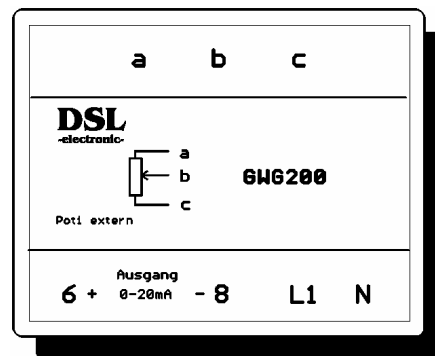 a b c
DSL
-electronic-
a
b
c
GWG200
Poti extern
Ausgang
6 + 0-20mA - 8 L1 N